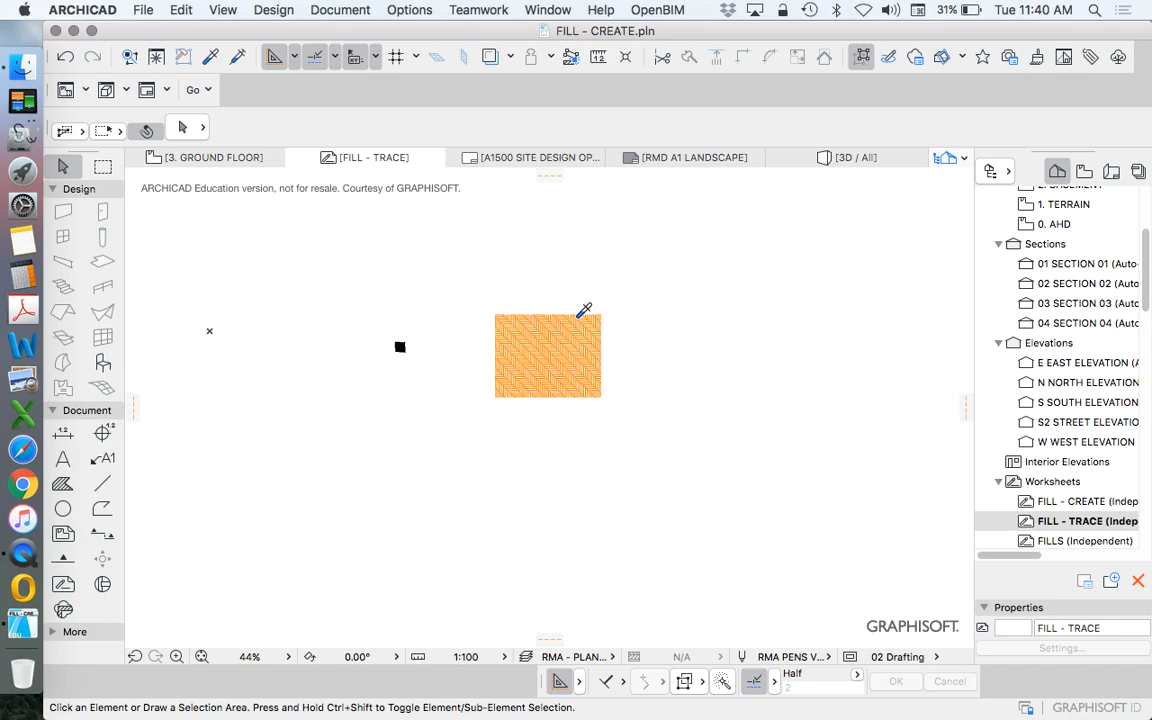 ARCHICAD File Edit View Design Document Options Teamwork Window Help OpenBIM 31% Tue 11:40 AM
FILL - CREATE.pln
Go
[3. GROUND FLOOR] [FILL - TRACE] [A1500 SITE DESIGN OP... [RMD A1 LANDSCAPE] [3D / All]
ARCHICAD Education version, not for resale. Courtesy of GRAPHISOFT.
Design
Document
More
1. TERRAIN
0. AHD
Sections
01 SECTION 01 (Auto-
02 SECTION 02 (Auto-
03 SECTION 03 (Auto-
04 SECTION 04 (Auto-
Elevations
E EAST ELEVATION (A
N NORTH ELEVATION
S SOUTH ELEVATION
S2 STREET ELEVATIO
W WEST ELEVATION
Interior Elevations
Worksheets
FILL - CREATE (Indep
FILL - TRACE (Indep
FILLS (Independent)
Properties
FILL - TRACE
Settings...
GRAPHISOFT.
44% 0.00° 1:100 RMA - PLAN... N/A RMA PENS V... 02 Drafting
Half
2
OK Cancel
Click an Element or Draw a Selection Area. Press and Hold Ctrl+Shift to Toggle Element/Sub-Element Selection.
GRAPHISOFT ID